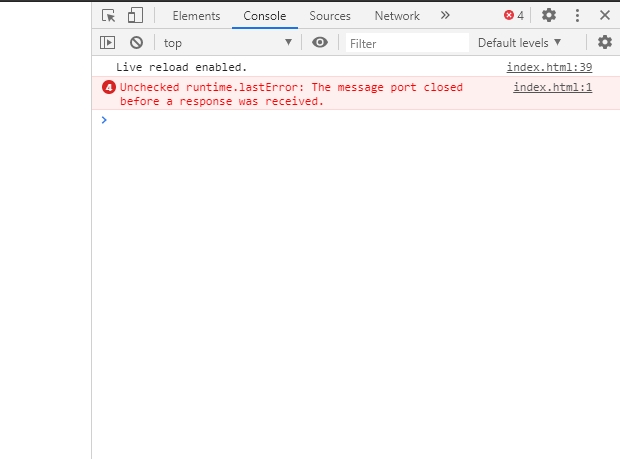 Elements Console Sources Network » 4
top Filter Default levels
Live reload enabled. index.html:39
4 Unchecked runtime.lastError: The message port closed index.html:1
before a response was received.